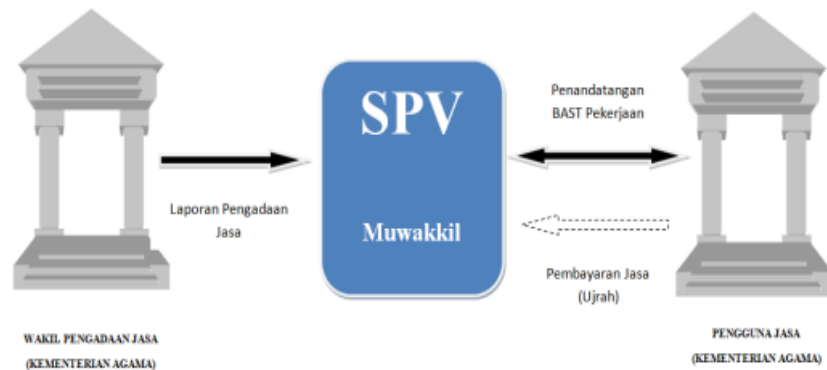 SPV
Muwakkil
Laporan Pengadaan
Jasa
Penandatangan
BAST Pekerjaan
Pembayaran Jasa
(Ujrah)
WAKIL PENGADAAN JASA
(KEMENTERIAN AGAMA)
PENGGUNA JASA
(KEMENTERIAN AGAMA)